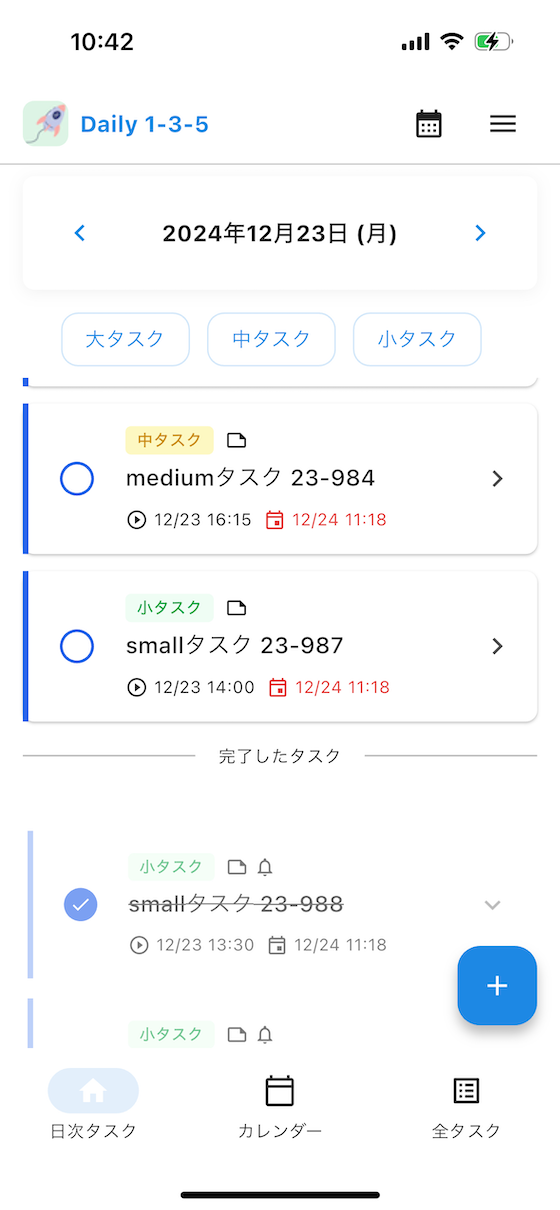 10:42
Daily 1-3-5
2024年12月23日 (月)
大タスク 中タスク 小タスク
中タスク
mediumタスク 23-984
12/23 16:15 12/24 11:18
小タスク
smallタスク 23-987
12/23 14:00 12/24 11:18
完了したタスク
小タスク
smallタスク 23-988
12/23 13:30 12/24 11:18
小タスク
日次タスク カレンダー 全タスク